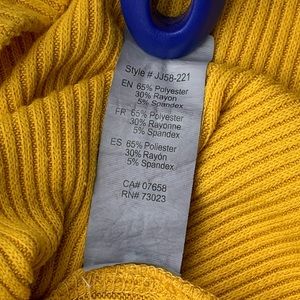 Style # JJ58-221
EN 65% Polyester
30% Rayon
5% Spandex
FR 65% Polyester
30% Rayonne
5% Spandex
ES 65% Poliester
30% Rayón
5% Spandex
CA# 07658
RN# 73023